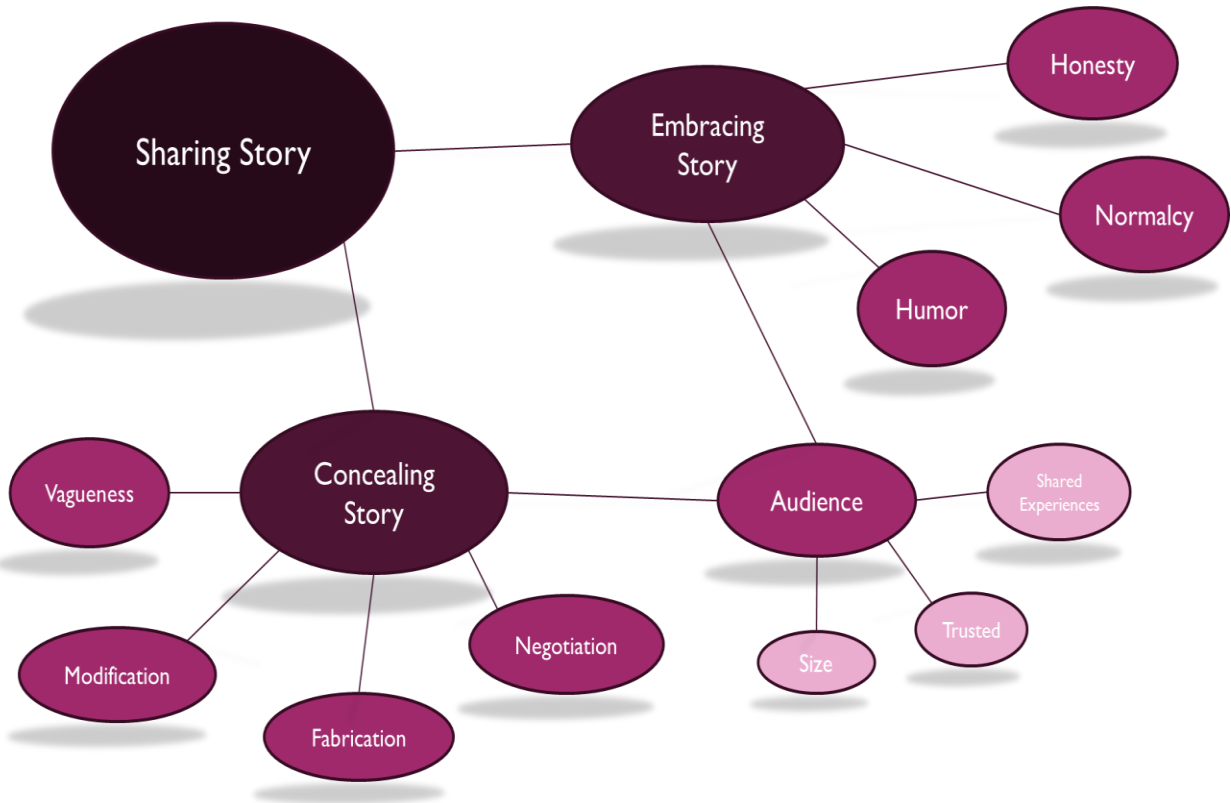 Sharing Story
Embracing
Story
Honesty
Normalcy
Humor
Concealing
Story
Vagueness
Modification
Fabrication
Negotiation
Audience
Shared
Experiences
Trusted
Size